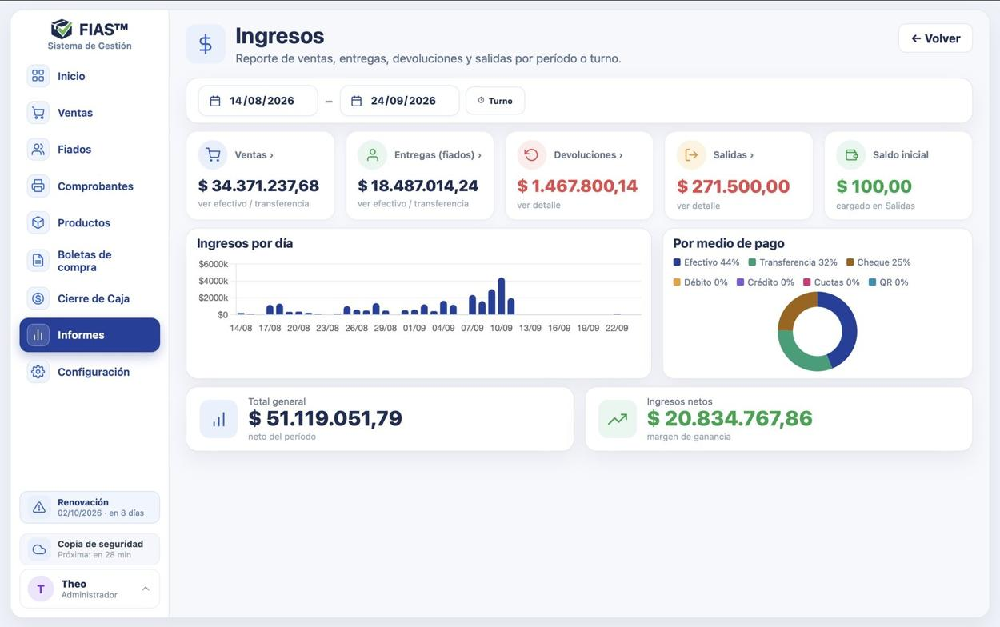 FIAS™
Sistema de Gestión
Inicio
Ventas
Fiados
Comprobantes
Productos
Boletas de
compra
Cierre de Caja
Informes
Configuración
Renovación
02/10/2026 · en 8 días
Copia de seguridad
Próxima: en 28 min
T
Theo
Administrador
Ingresos
Reporte de ventas, entregas, devoluciones y salidas por período o turno.
← Volver
14/08/2026 – 24/09/2026 Turno
Ventas ›
$ 34.371.237,68
ver efectivo / transferencia
Entregas (fiados) ›
$ 18.487.014,24
ver efectivo / transferencia
Devoluciones ›
$ 1.467.800,14
ver detalle
Salidas ›
$ 271.500,00
ver detalle
Saldo inicial
$ 100,00
cargado en Salidas
Ingresos por día
$6000k
$4000k
$2000k
$0
14/08 17/08 20/08 23/08 26/08 29/08 01/09 04/09 07/09 10/09 13/09 16/09 19/09 22/09
Por medio de pago
Efectivo 44% Transferencia 32% Cheque 25%
Débito 0% Crédito 0% Cuotas 0% QR 0%
Total general
$ 51.119.051,79
neto del período
Ingresos netos
$ 20.834.767,86
margen de ganancia